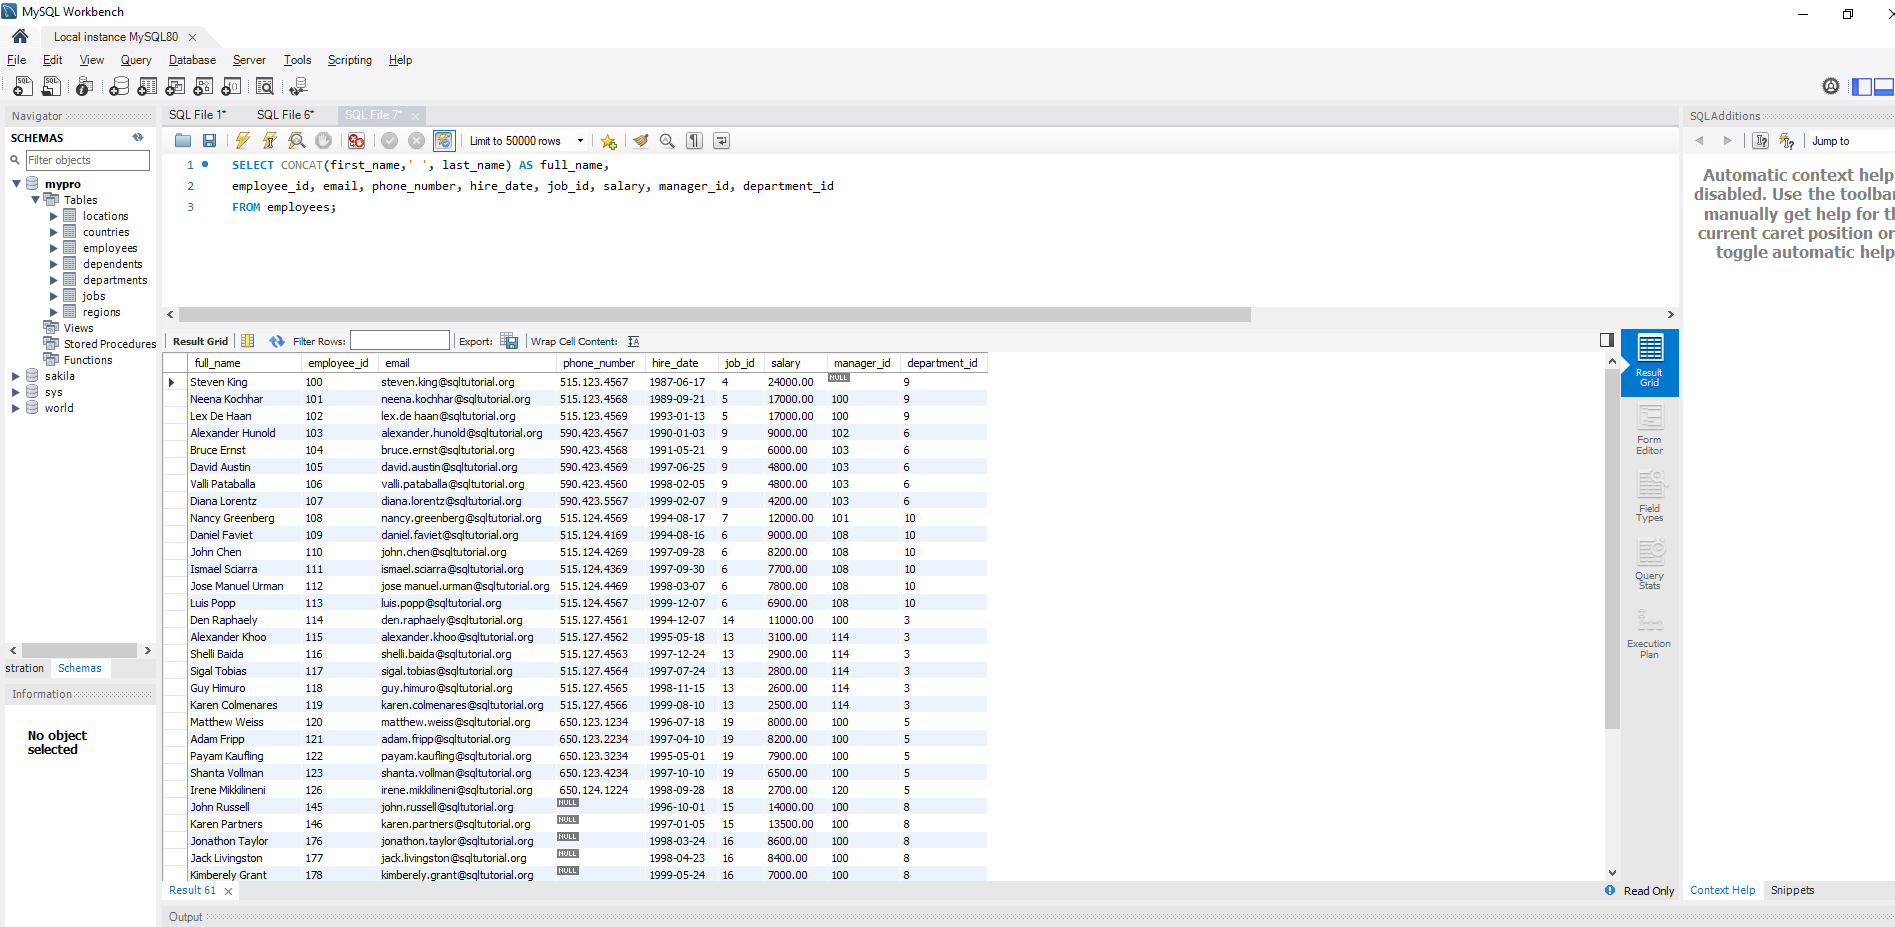 MySQL Workbench
Local instance MySQL80
File Edit View Query Database Server Tools Scripting Help
Navigator
SCHEMAS
Filter objects
mypro
Tables
locations
countries
employees
dependents
departments
jobs
regions
Views
Stored Procedures
Functions
sakila
sys
world
stration Schemas
Information
No object
selected
SQL File 1* SQL File 6* SQL File 7*
Limit to 50000 rows
1 SELECT CONCAT(first_name,' ', last_name) AS full_name,
2 employee_id, email, phone_number, hire_date, job_id, salary, manager_id, department_id
3 FROM employees;
Result Grid Filter Rows: Export: Wrap Cell Content:
full_name employee_id email phone_number hire_date job_id salary manager_id department_id
Steven King 100 steven.king@sqltutorial.org 515.123.4567 1987-06-17 4 24000.00 NULL 9
Neena Kochhar 101 neena.kochhar@sqltutorial.org 515.123.4568 1989-09-21 5 17000.00 100 9
Lex De Haan 102 lex.de haan@sqltutorial.org 515.123.4569 1993-01-13 5 17000.00 100 9
Alexander Hunold 103 alexander.hunold@sqltutorial.org 590.423.4567 1990-01-03 9 9000.00 102 6
Bruce Ernst 104 bruce.ernst@sqltutorial.org 590.423.4568 1991-05-21 9 6000.00 103 6
David Austin 105 david.austin@sqltutorial.org 590.423.4569 1997-06-25 9 4800.00 103 6
Valli Pataballa 106 valli.pataballa@sqltutorial.org 590.423.4560 1998-02-05 9 4800.00 103 6
Diana Lorentz 107 diana.lorentz@sqltutorial.org 590.423.5567 1999-02-07 9 4200.00 103 6
Nancy Greenberg 108 nancy.greenberg@sqltutorial.org 515.124.4569 1994-08-17 7 12000.00 101 10
Daniel Faviet 109 daniel.faviet@sqltutorial.org 515.124.4169 1994-08-16 6 9000.00 108 10
John Chen 110 john.chen@sqltutorial.org 515.124.4269 1997-09-28 6 8200.00 108 10
Ismael Sciarra 111 ismael.sciarra@sqltutorial.org 515.124.4369 1997-09-30 6 7700.00 108 10
Jose Manuel Urman 112 jose manuel.urman@sqltutorial.org 515.124.4469 1998-03-07 6 7800.00 108 10
Luis Popp 113 luis.popp@sqltutorial.org 515.124.4567 1999-12-07 6 6900.00 108 10
Den Raphaely 114 den.raphaely@sqltutorial.org 515.127.4561 1994-12-07 14 11000.00 100 3
Alexander Khoo 115 alexander.khoo@sqltutorial.org 515.127.4562 1995-05-18 13 3100.00 114 3
Shelli Baida 116 shelli.baida@sqltutorial.org 515.127.4563 1997-12-24 13 2900.00 114 3
Sigal Tobias 117 sigal.tobias@sqltutorial.org 515.127.4564 1997-07-24 13 2800.00 114 3
Guy Himuro 118 guy.himuro@sqltutorial.org 515.127.4565 1998-11-15 13 2600.00 114 3
Karen Colmenares 119 karen.colmenares@sqltutorial.org 515.127.4566 1999-08-10 13 2500.00 114 3
Matthew Weiss 120 matthew.weiss@sqltutorial.org 650.123.1234 1996-07-18 19 8000.00 100 5
Adam Fripp 121 adam.fripp@sqltutorial.org 650.123.2234 1997-04-10 19 8200.00 100 5
Payam Kaufling 122 payam.kaufling@sqltutorial.org 650.123.3234 1995-05-01 19 7900.00 100 5
Shanta Vollman 123 shanta.vollman@sqltutorial.org 650.123.4234 1997-10-10 19 6500.00 100 5
Irene Mikkilineni 126 irene.mikkilineni@sqltutorial.org 650.124.1224 1998-09-28 18 2700.00 120 5
John Russell 145 john.russell@sqltutorial.org NULL 1996-10-01 15 14000.00 100 8
Karen Partners 146 karen.partners@sqltutorial.org NULL 1997-01-05 15 13500.00 100 8
Jonathon Taylor 176 jonathon.taylor@sqltutorial.org NULL 1998-03-24 16 8600.00 100 8
Jack Livingston 177 jack.livingston@sqltutorial.org NULL 1998-04-23 16 8400.00 100 8
Kimberely Grant 178 kimberely.grant@sqltutorial.org NULL 1999-05-24 16 7000.00 100 8
Result 61
Read Only
Output
Result
Grid
Form
Editor
Field
Types
Query
Stats
Execution
Plan
SQLAdditions
Jump to
Automatic context help
disabled. Use the toolbar
manually get help for th
current caret position or
toggle automatic help
Context Help Snippets